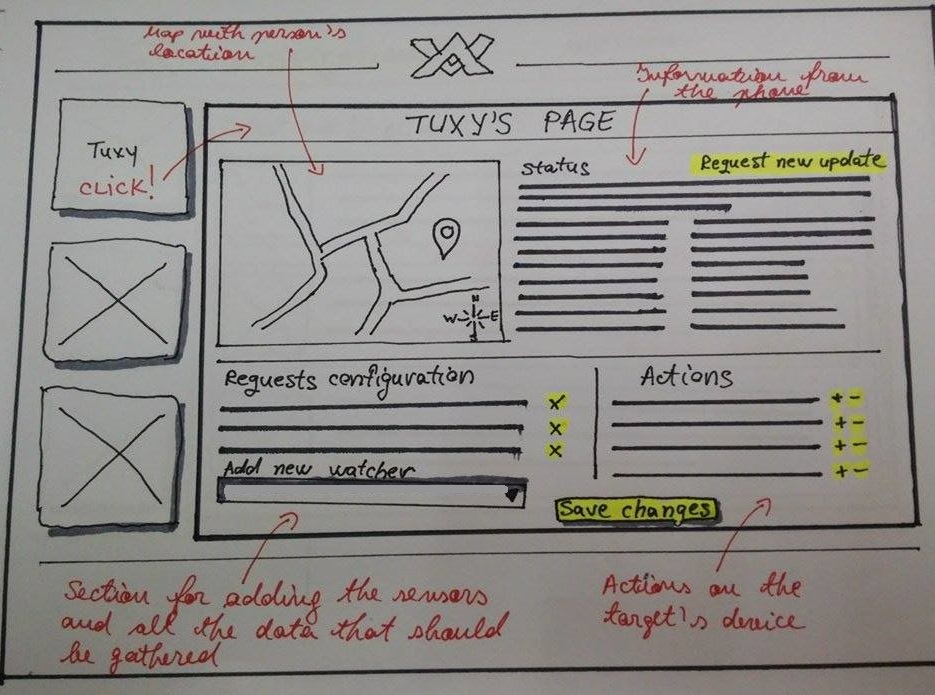 Map with person's
location
Information from
the phone
TUXY'S PAGE
Tuxy
CLICK!
Status
Request new update
N
W
E
S
Requests configuration
x
x
x
Add new watcher
Actions
+ -
+ -
+ -
+ -
Save changes
Section for adding the sensors
and all the data that should
be gathered
Actions on the
target's device